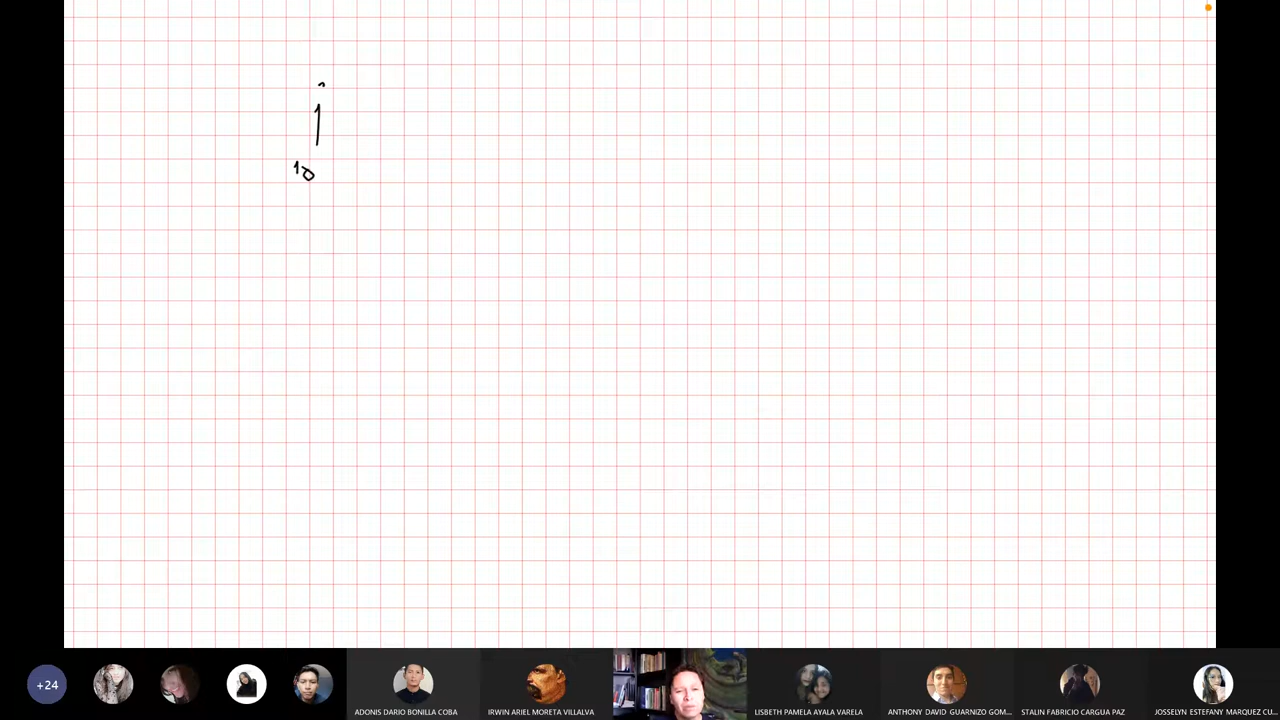 1
10
+24
ADONIS DARIO BONILLA COBA
IRWIN ARIEL MORETA VILLALVA
LISBETH PAMELA AYALA VARELA
ANTHONY DAVID GUARNIZO GOM...
STALIN FABRICIO CARGUA PAZ
JOSSELYN ESTEFANY MARQUEZ CU...